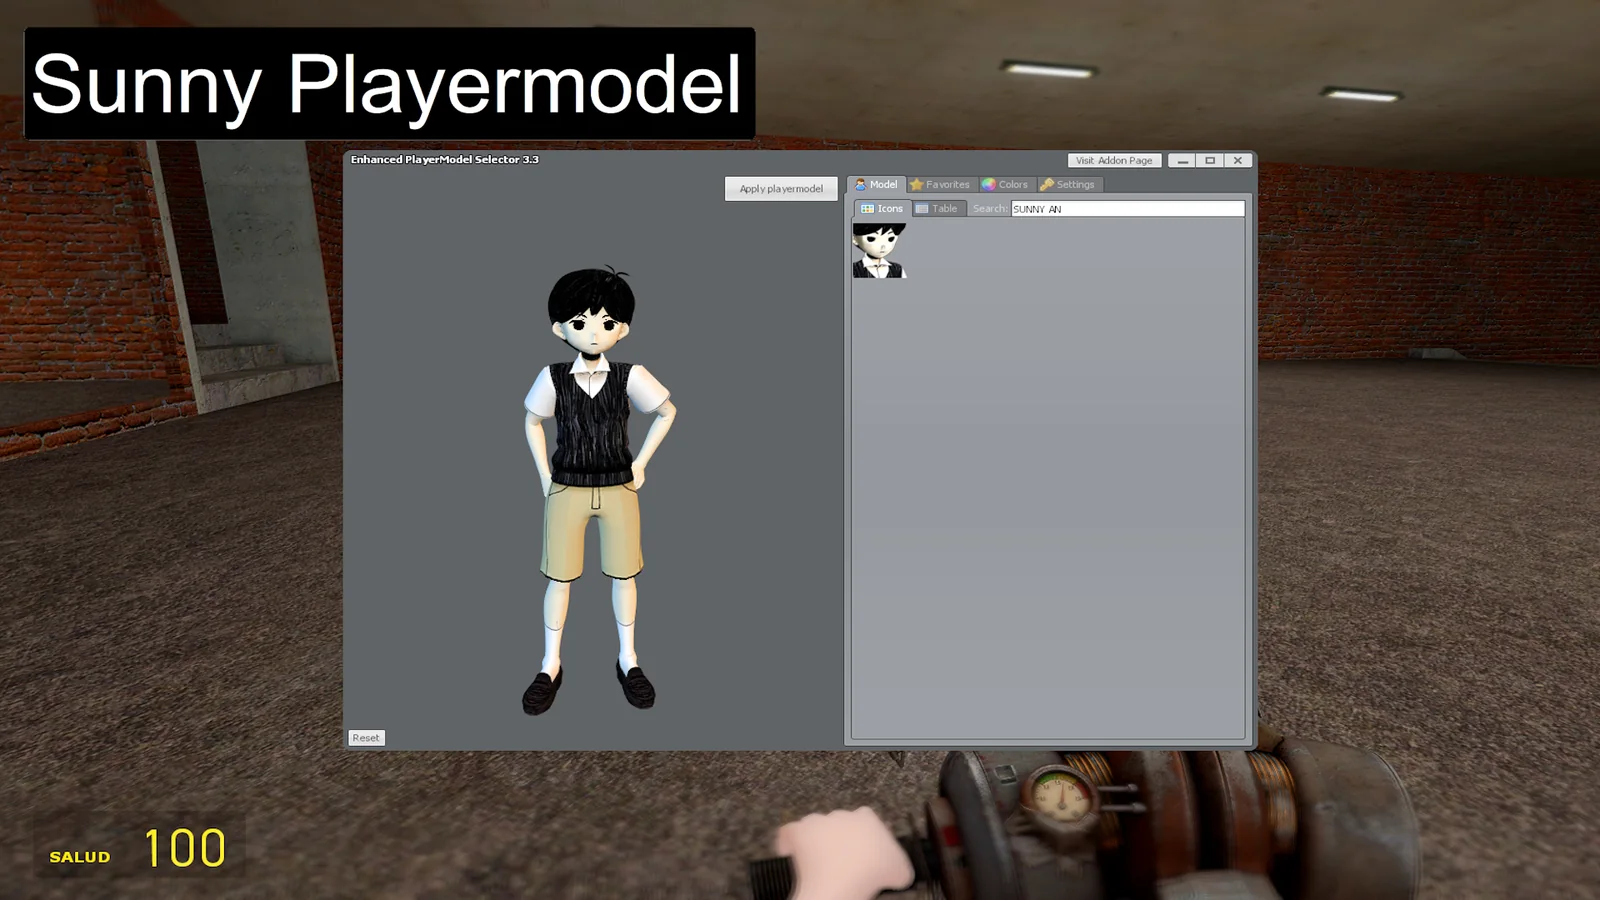 Sunny Playermodel
Enhanced PlayerModel Selector 3.3
Visit Addon Page
Apply playermodel
Model
Favorites
Colors
Settings
Icons
Table
Search:
SUNNY AN
Reset
SALUD 100